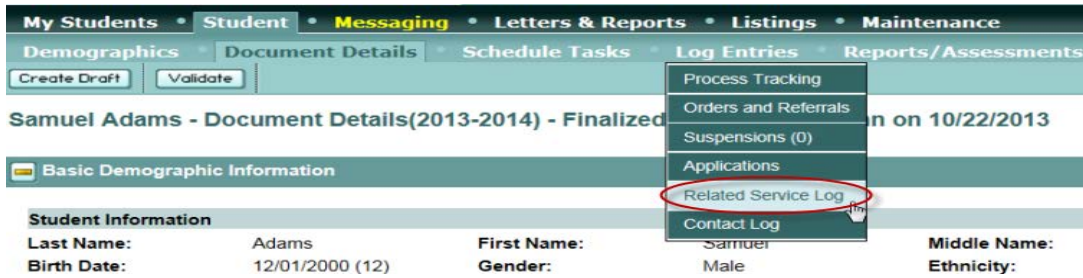 My Students • Student • Messaging • Letters & Reports • Listings • Maintenance
Demographics • Document Details • Schedule Tasks • Log Entries • Reports/Assessments
Create Draft Validate
Process Tracking
Orders and Referrals
Suspensions (0)
Applications
Related Service Log
Contact Log
Samuel Adams - Document Details(2013-2014) - Finalized n on 10/22/2013
Basic Demographic Information
Student Information
Last Name: Adams First Name: Samuel Middle Name:
Birth Date: 12/01/2000 (12) Gender: Male Ethnicity: